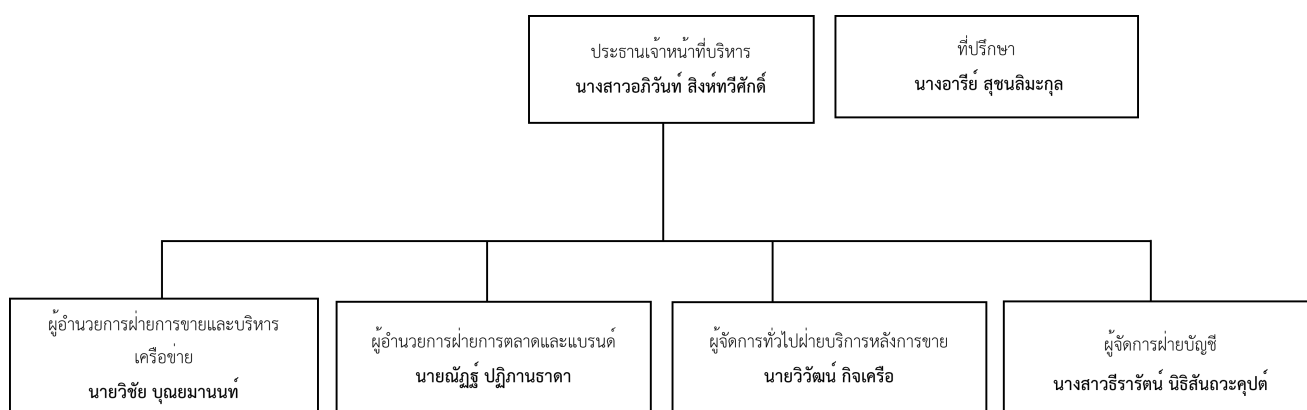 ประธานเจ้าหน้าที่บริหาร
นางสาวอภิวันท์ สิงห์ทวีศักดิ์
ที่ปรึกษา
นางอารีย์ สุชนลิมะกุล
ผู้อำนวยการฝ่ายการขายและบริหาร
เครือข่าย
นายวิชัย บุณยมานนท์
ผู้อำนวยการฝ่ายการตลาดและแบรนด์
นายณัฏฐ์ ปฏิภานธาดา
ผู้จัดการทั่วไปฝ่ายบริการหลังการขาย
นายวิวัฒน์ กิจเครือ
ผู้จัดการฝ่ายบัญชี
นางสาวธีรารัตน์ นิธิสันถวะคุปต์